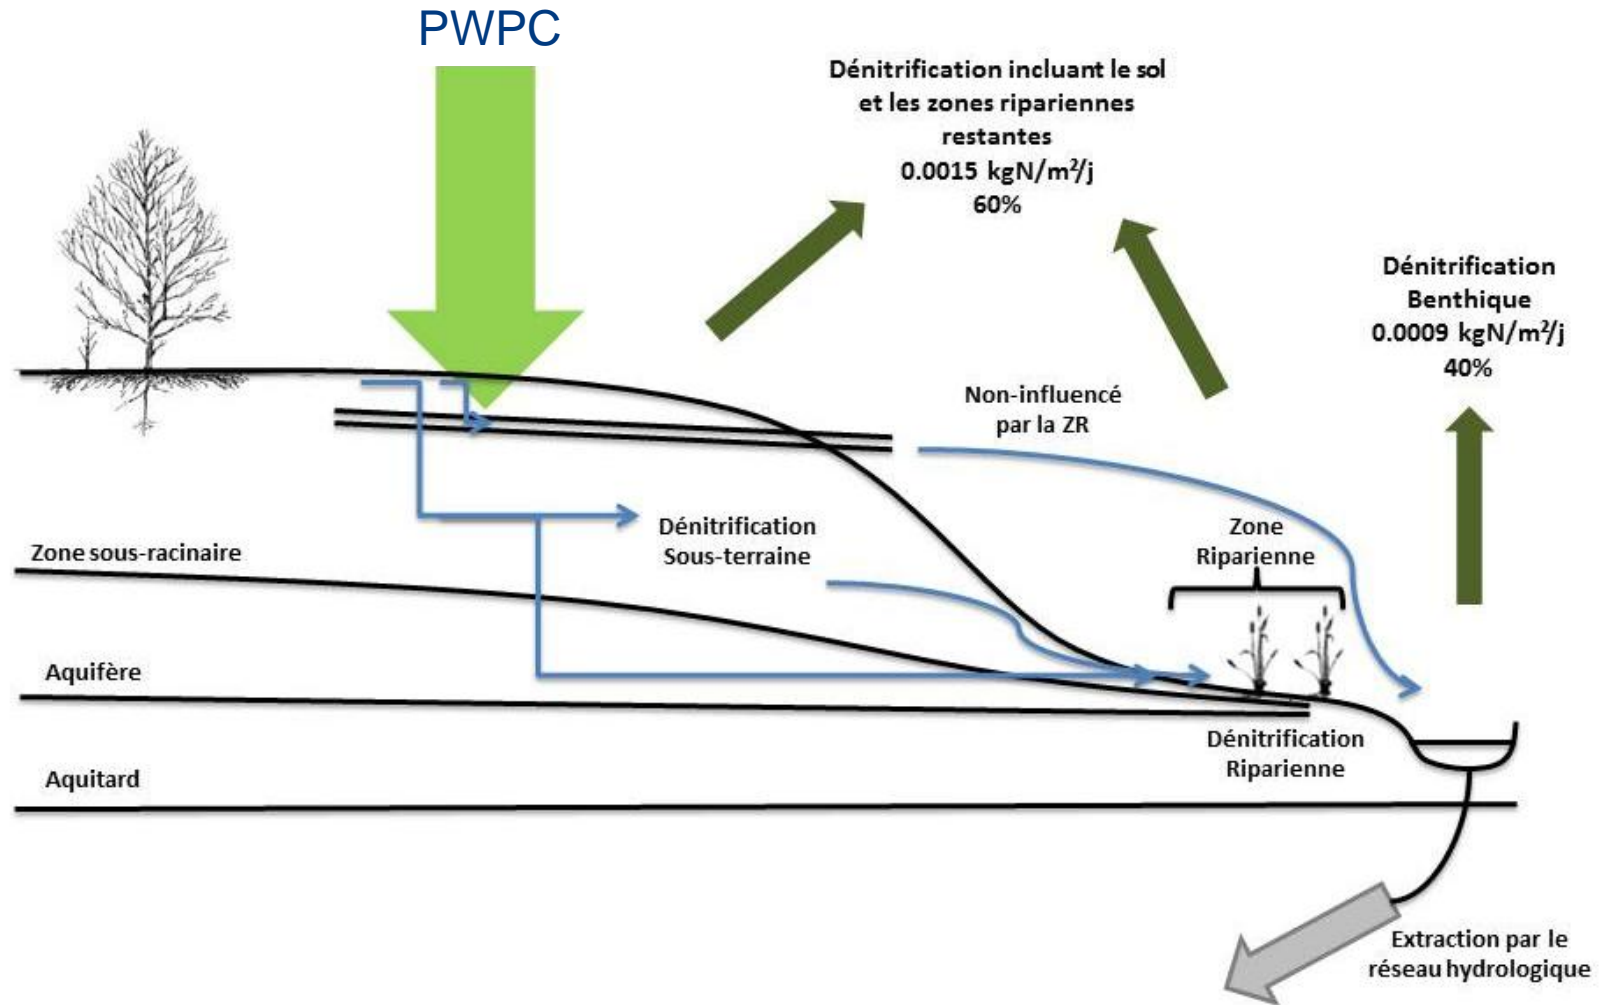 PWPC
Dénitrification incluant le sol
et les zones ripariennes
restantes
0.0015 kgN/m²/j
60%
Dénitrification
Benthique
0.0009 kgN/m²/j
40%
Non-influencé
par la ZR
Dénitrification
Sous-terraine
Zone
Riparienne
Zone sous-racinaire
Aquifère
Dénitrification
Riparienne
Aquitard
Extraction par le
réseau hydrologique